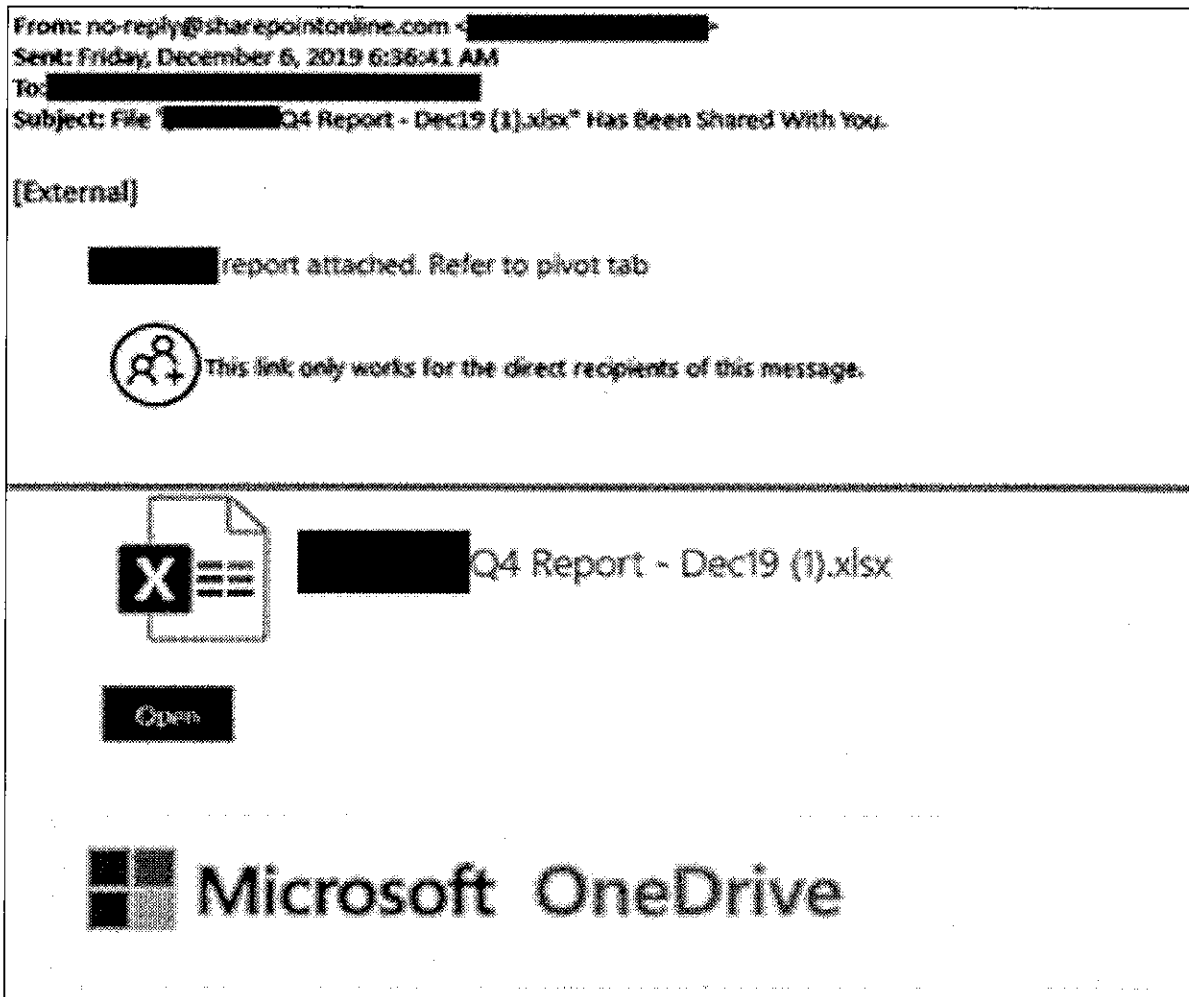 From: no-reply@sharepointonline.com <
Sent: Friday, December 6, 2019 6:36:41 AM
To:
Subject: File "Q4 Report - Dec19 (1).xlsx" Has Been Shared With You.
[External]
report attached. Refer to pivot tab
This link only works for the direct recipients of this message.
X
Q4 Report - Dec19 (1).xlsx
Open
Microsoft OneDrive